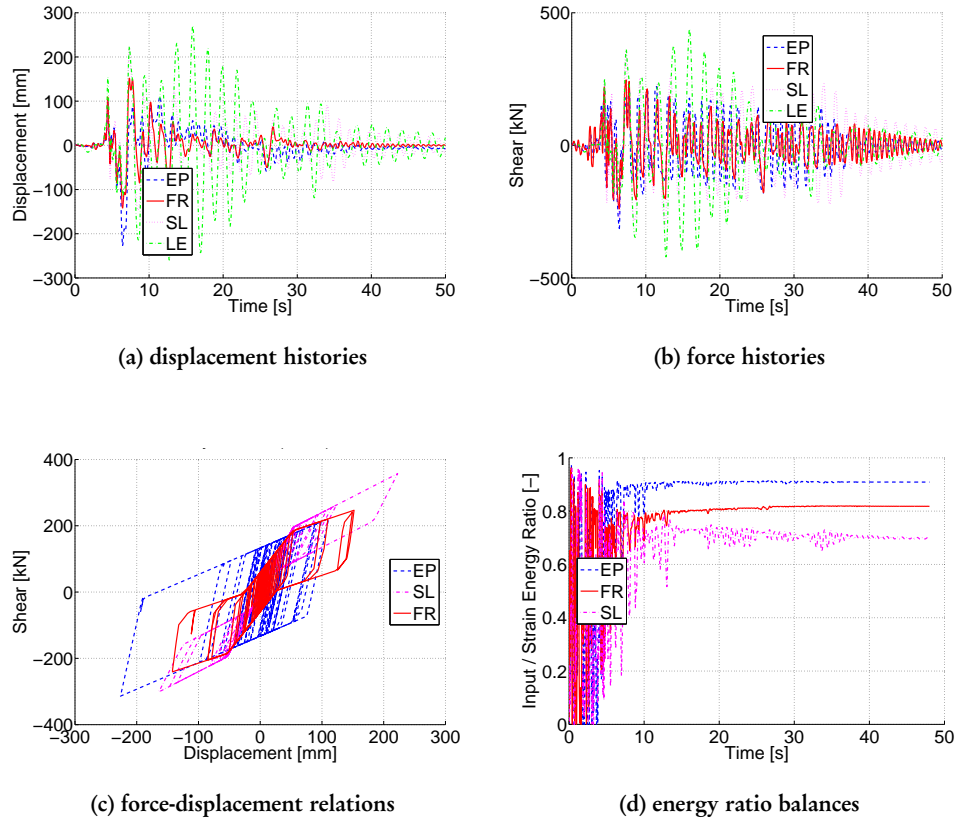 300
200
100
0
−100
−200
−300
Displacement [mm]
0
10
20
30
40
50
Time [s]
EP
FR
SL
LE
(a) displacement histories
500
0
−500
Shear [kN]
0
10
20
30
40
50
Time [s]
EP
FR
SL
LE
(b) force histories
400
200
0
−200
−400
Shear [kN]
−300
−200
−100
0
100
200
300
Displacement [mm]
EP
SL
FR
(c) force-displacement relations
1
0.8
0.6
0.4
0.2
0
Input / Strain Energy Ratio [−]
0
10
20
30
40
50
Time [s]
EP
FR
SL
(d) energy ratio balances